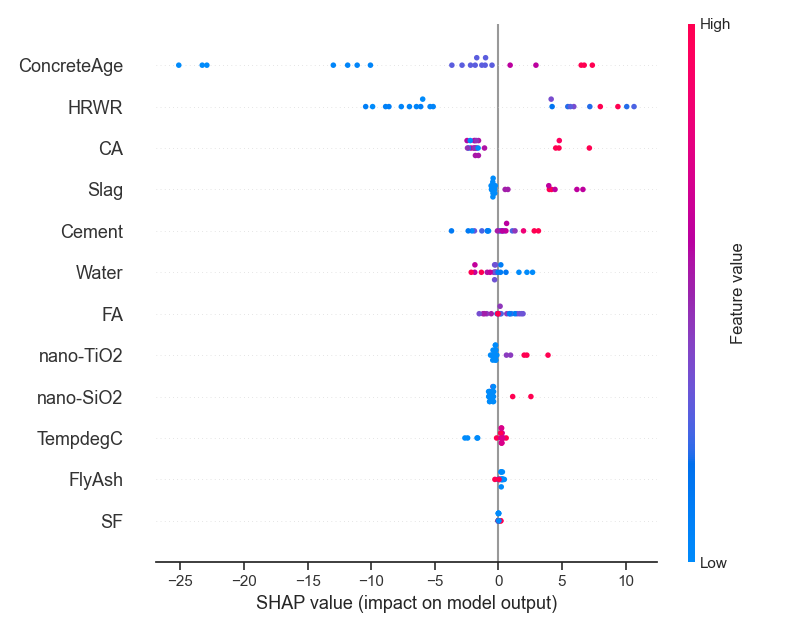 High
ConcreteAge
HRWR
CA
Slag
Cement
Water
FA
nano-TiO2
nano-SiO2
TempdegC
FlyAsh
SF
Feature value
Low
−25 −20 −15 −10 −5 0 5 10
SHAP value (impact on model output)